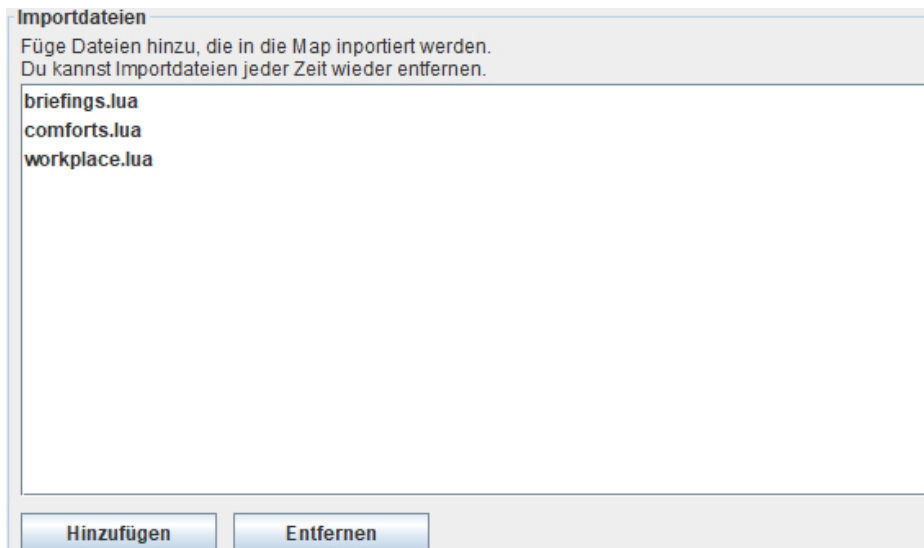 Importdateien
Füge Dateien hinzu, die in die Map inportiert werden.
Du kannst Importdateien jeder Zeit wieder entfernen.
briefings.lua
comforts.lua
workplace.lua
Hinzufügen Entfernen